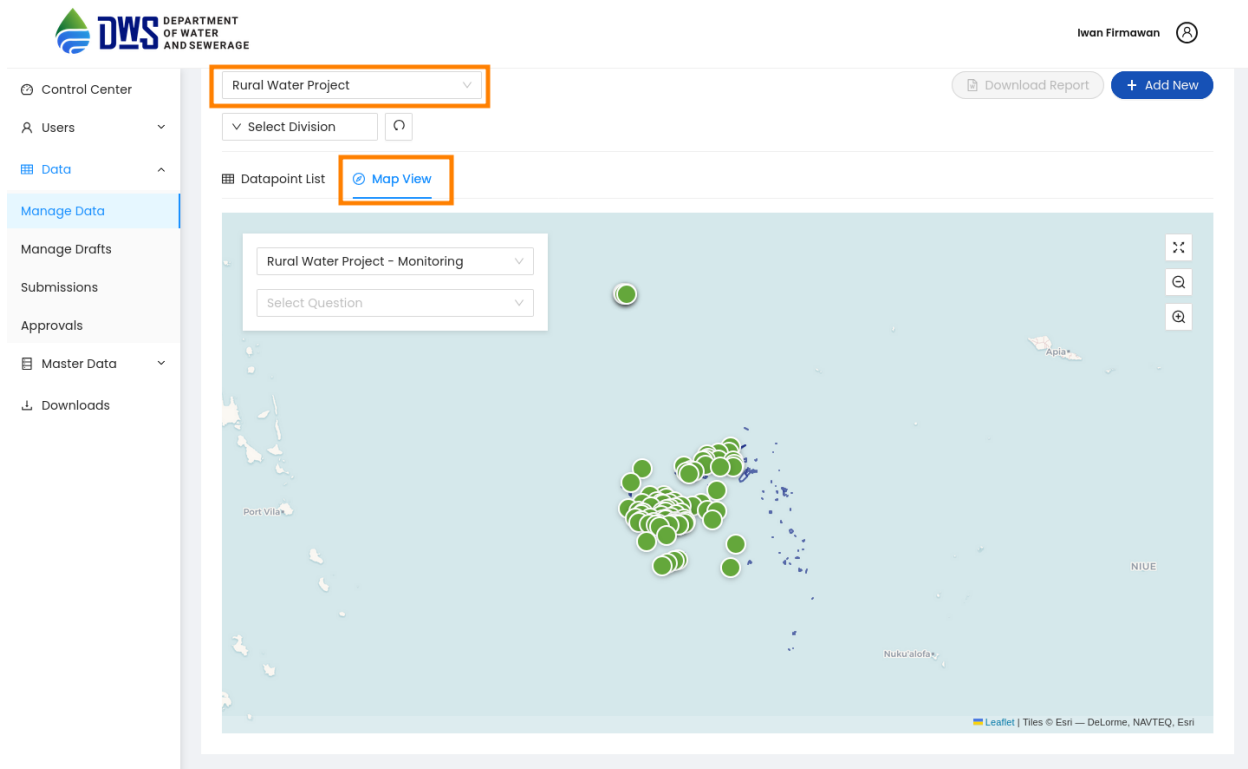 DWS DEPARTMENT
OF WATER
AND SEWERAGE
Iwan Firmawan
Control Center
Users
Data
Manage Data
Manage Drafts
Submissions
Approvals
Master Data
Downloads
Rural Water Project
Download Report
+ Add New
Select Division
Datapoint List
Map View
Rural Water Project - Monitoring
Select Question
Apia
Port Vila
NIUE
Nuku'alofa
Leaflet | Tiles © Esri — DeLorme, NAVTEQ, Esri